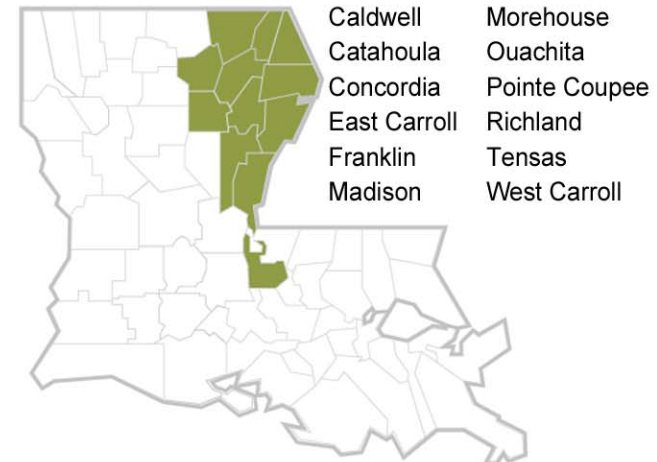 Caldwell
Catahoula
Concordia
East Carroll
Franklin
Madison
Morehouse
Ouachita
Pointe Coupee
Richland
Tensas
West Carroll